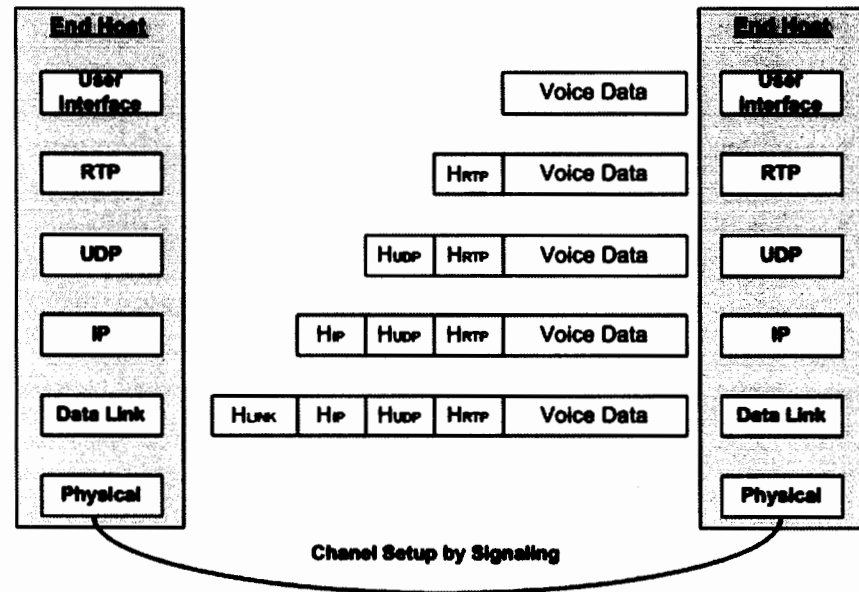 End Host
End Host
User
Interface
Voice Data
User
Interface
RTP
HRTP
Voice Data
RTP
UDP
HUDP
HRTP
Voice Data
UDP
IP
HIP
HUDP
HRTP
Voice Data
IP
Data Link
HLINK
HIP
HUDP
HRTP
Voice Data
Data Link
Physical
Physical
Chanel Setup by Signaling